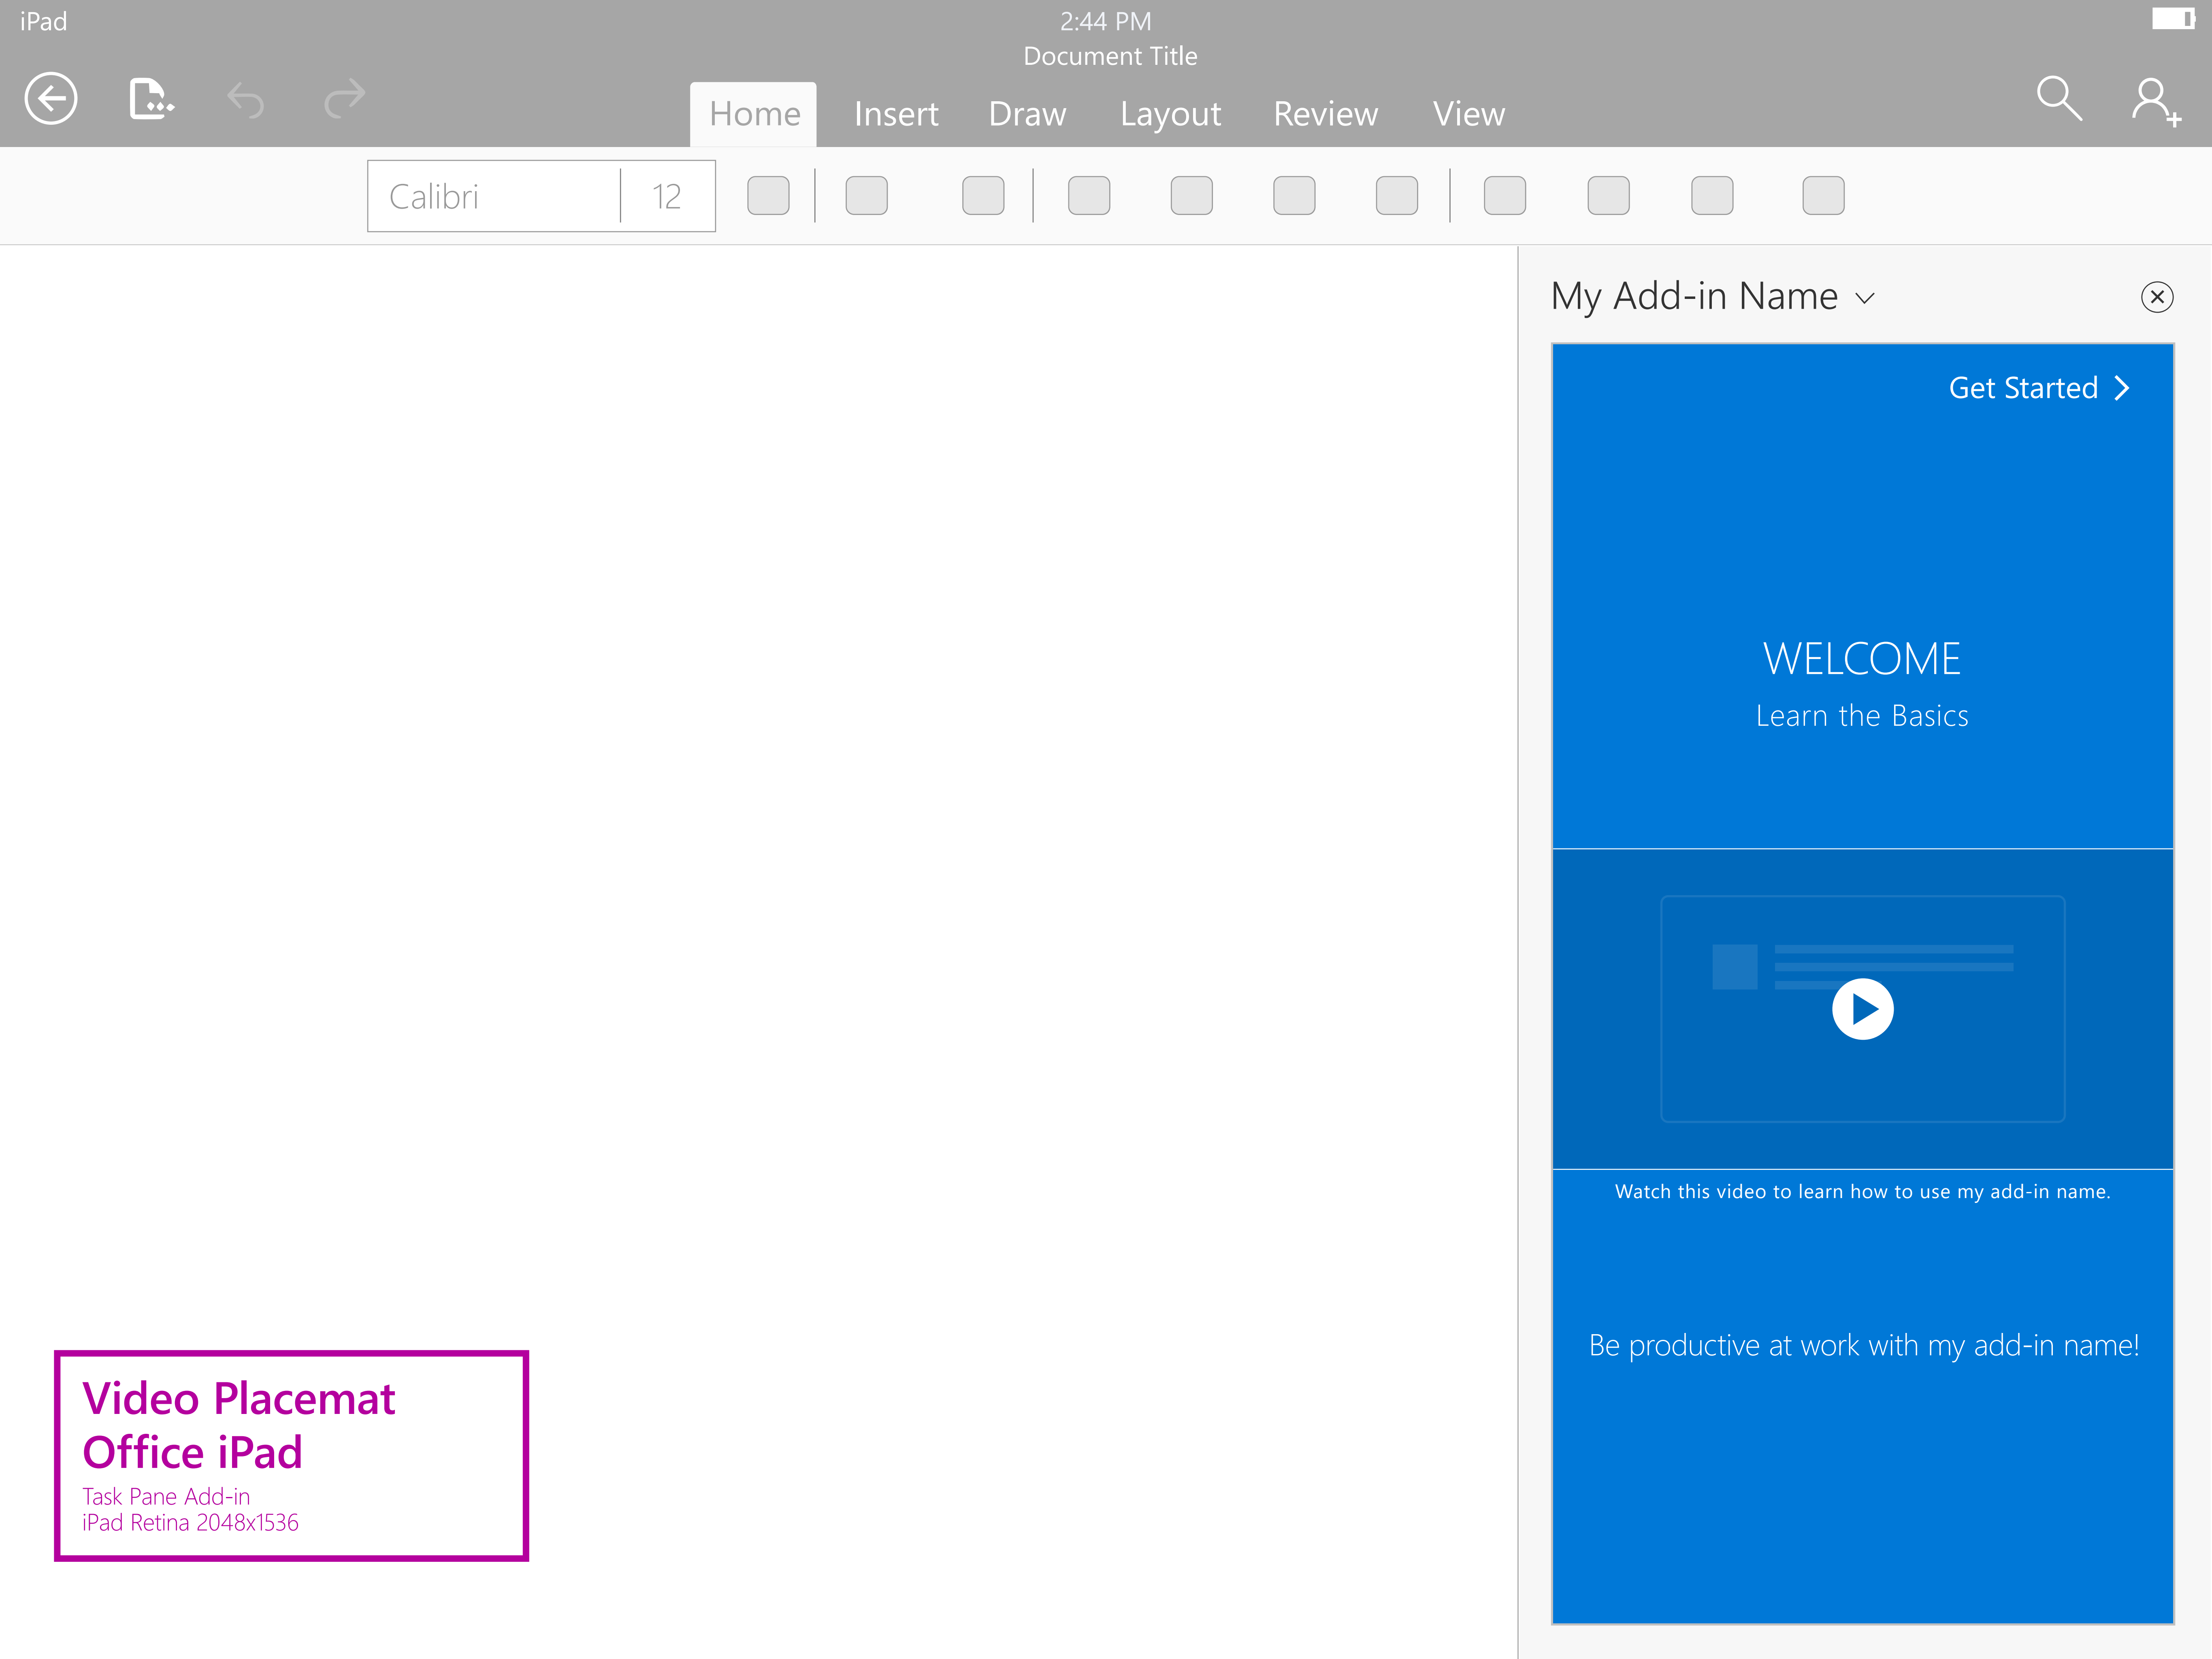 iPad
2:44 PM
Document Title
Home Insert Draw Layout Review View
Calibri 12
My Add-in Name
Get Started
WELCOME
Learn the Basics
Watch this video to learn how to use my add-in name.
Be productive at work with my add-in name!
Video Placemat
Office iPad
Task Pane Add-in
iPad Retina 2048x1536